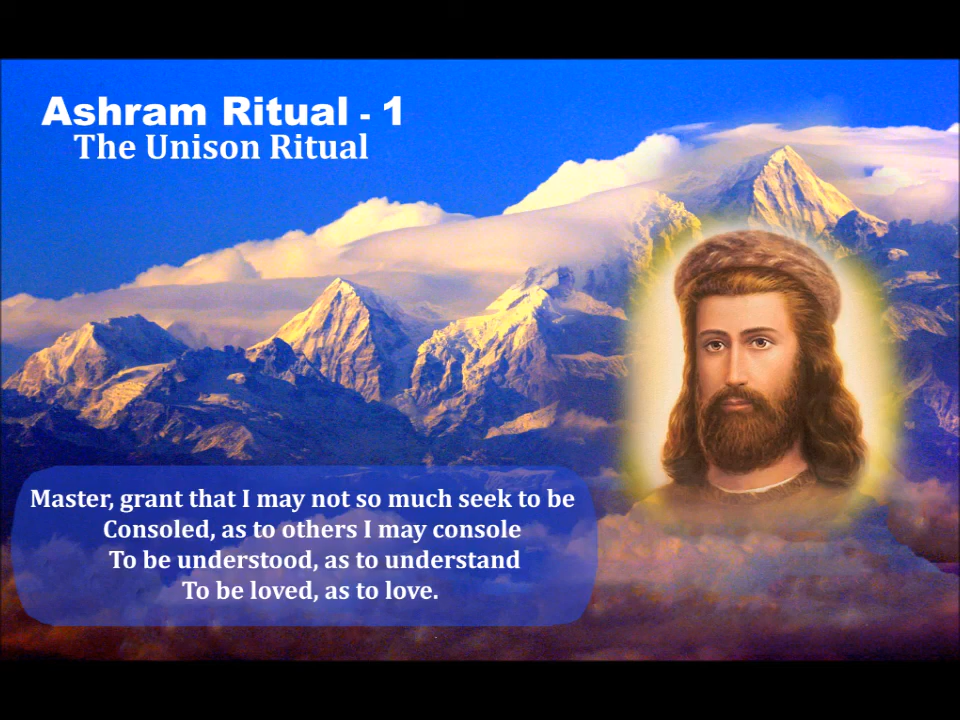 Ashram Ritual - 1
The Unison Ritual
Master, grant that I may not so much seek to be
Consoled, as to others I may console
To be understood, as to understand
To be loved, as to love.